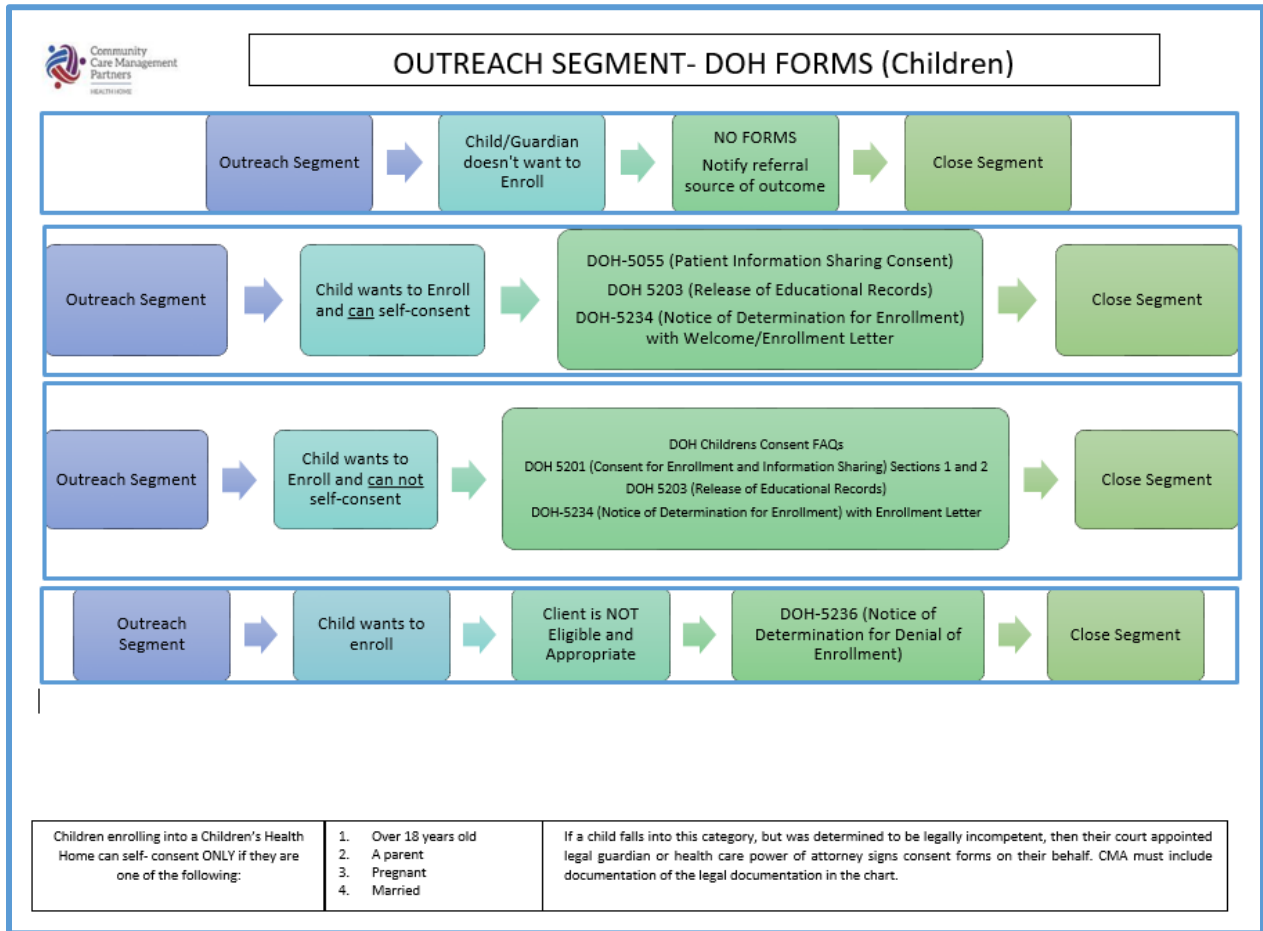 Community
Care Management
Partners
HEALTH HOME
OUTREACH SEGMENT- DOH FORMS (Children)
Outreach Segment
Child/Guardian
doesn't want to
Enroll
NO FORMS
Notify referral
source of outcome
Close Segment
Outreach Segment
Child wants to Enroll
and can self-consent
DOH-5055 (Patient Information Sharing Consent)
DOH 5203 (Release of Educational Records)
DOH-5234 (Notice of Determination for Enrollment)
with Welcome/Enrollment Letter
Close Segment
Outreach Segment
Child wants to
Enroll and can not
self-consent
DOH Childrens Consent FAQs
DOH 5201 (Consent for Enrollment and Information Sharing) Sections 1 and 2
DOH 5203 (Release of Educational Records)
DOH-5234 (Notice of Determination for Enrollment) with Enrollment Letter
Close Segment
Outreach
Segment
Child wants to
enroll
Client is NOT
Eligible and
Appropriate
DOH-5236 (Notice of
Determination for Denial of
Enrollment)
Close Segment
Children enrolling into a Children’s Health
Home can self- consent ONLY if they are
one of the following:
1. Over 18 years old
2. A parent
3. Pregnant
4. Married
If a child falls into this category, but was determined to be legally incompetent, then their court appointed
legal guardian or health care power of attorney signs consent forms on their behalf. CMA must include
documentation of the legal documentation in the chart.